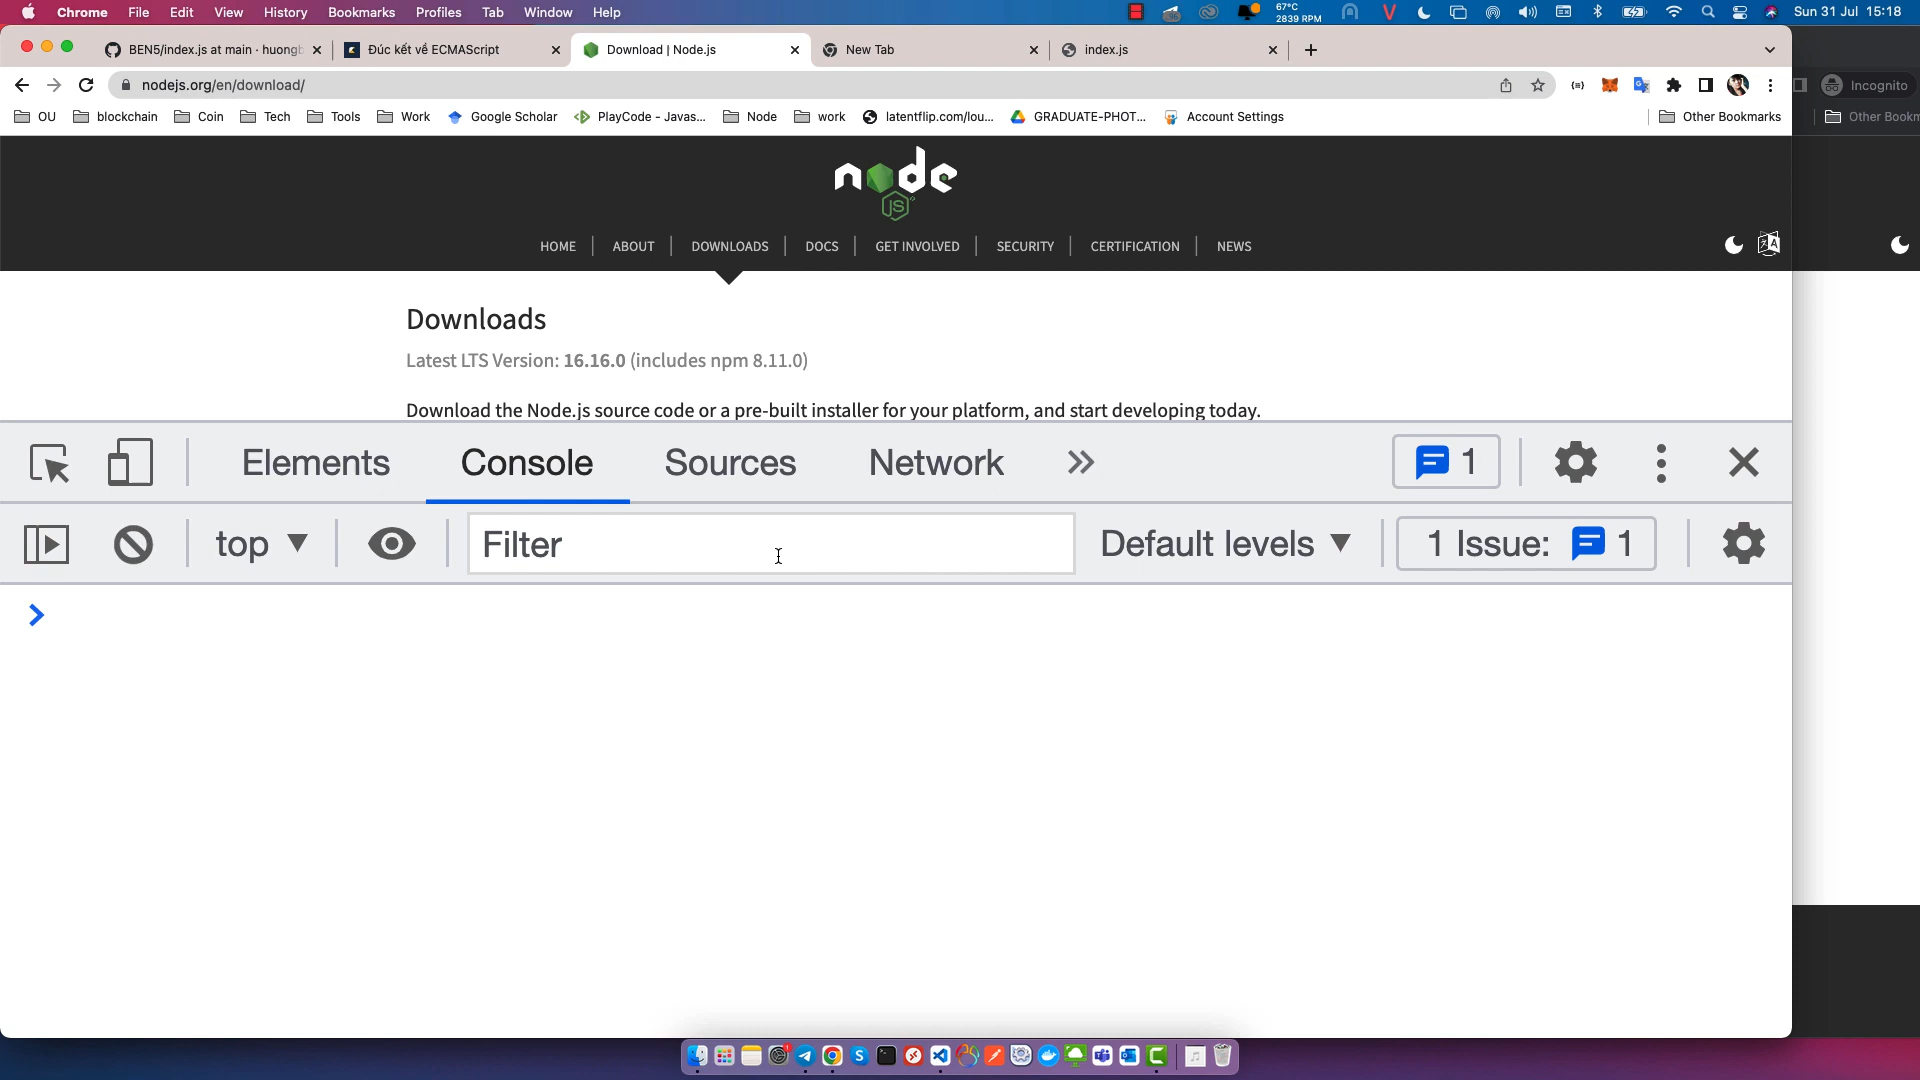 Chrome File Edit View History Bookmarks Profiles Tab Window Help 67°C 2839 RPM Sun 31 Jul 15:18
BEN5/index.js at main · huongb Đúc kết về ECMAScript Download | Node.js New Tab index.js
nodejs.org/en/download/ Incognito
OU blockchain Coin Tech Tools Work Google Scholar PlayCode - Javas... Node work latentflip.com/lou... GRADUATE-PHOT... Account Settings Other Bookmarks Other Bookm
node
JS
HOME ABOUT DOWNLOADS DOCS GET INVOLVED SECURITY CERTIFICATION NEWS
Downloads
Latest LTS Version: 16.16.0 (includes npm 8.11.0)
Download the Node.js source code or a pre-built installer for your platform, and start developing today.
Elements Console Sources Network 1
top Filter Default levels 1 Issue: 1